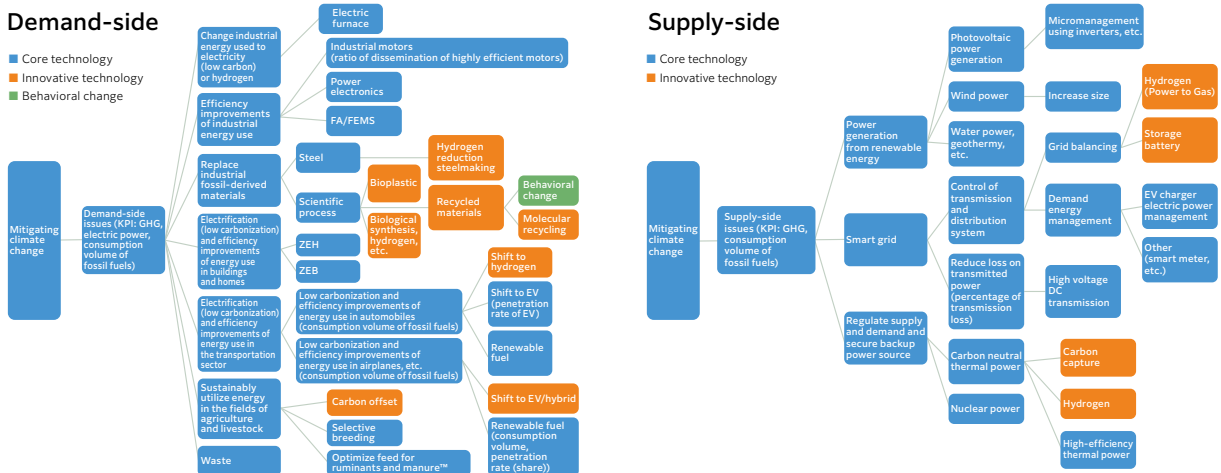 Demand-side
Core technology
Innovative technology
Behavioral change
Mitigating
climate
change
Demand-side
issues (KPI: GHG,
electric power,
consumption
volume of
fossil fuels)
Change industrial
energy used to
electricity
(low carbon)
or hydrogen
Electric
furnace
Efficiency
improvements
of industrial
energy use
Industrial motors
(ratio of dissemination of highly efficient motors)
Power
electronics
FA/FEMS
Replace
industrial
fossil-derived
materials
Steel
Hydrogen
reduction
steelmaking
Scientific
process
Bioplastic
Biological
synthesis,
hydrogen,
etc.
Recycled
materials
Behavioral
change
Molecular
recycling
Electrification
(low carbonization)
and efficiency
improvements
of energy use
in buildings
and homes
ZEH
ZEB
Electrification
(low carbonization)
and efficiency
improvements of
energy use in
the transportation
sector
Low carbonization and
efficiency improvements of
energy use in automobiles
(consumption volume of fossil fuels)
Shift to
hydrogen
Shift to EV
(penetration
rate of EV)
Renewable
fuel
Low carbonization and
efficiency improvements of
energy use in airplanes, etc.
(consumption volume of fossil fuels)
Shift to EV/hybrid
Renewable fuel
(consumption
volume,
penetration
rate (share))
Sustainably
utilize energy
in the fields of
agriculture
and livestock
Carbon offset
Selective
breeding
Optimize feed for
ruminants and manure™
Waste
Supply-side
Core technology
Innovative technology
Mitigating
climate
change
Supply-side
issues (KPI: GHG,
consumption
volume of
fossil fuels)
Power
generation
from renewable
energy
Photovoltaic
power
generation
Micromanagement
using inverters, etc.
Wind power
Increase size
Water power,
geothermy,
etc.
Smart grid
Control of
transmission
and
distribution
system
Grid balancing
Hydrogen
(Power to Gas)
Storage
battery
Demand
energy
management
EV charger
electric power
management
Other
(smart meter,
etc.)
Reduce loss on
transmitted
power
(percentage of
transmission
loss)
High voltage
DC
transmission
Regulate supply
and demand and
secure backup
power source
Carbon neutral
thermal power
Carbon
capture
Hydrogen
High-efficiency
thermal power
Nuclear power